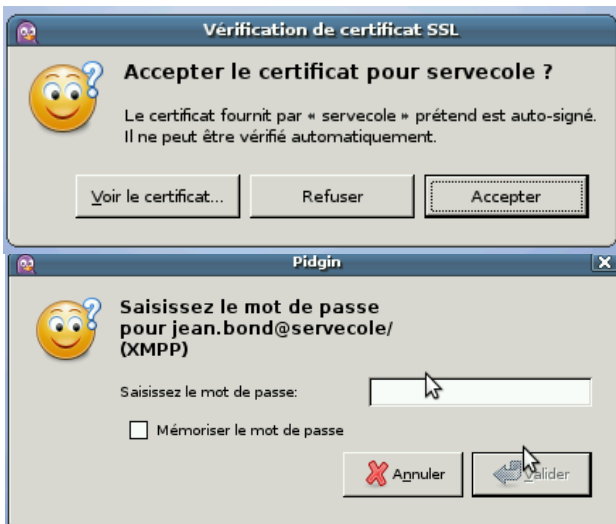 Vérification de certificat SSL
Accepter le certificat pour servecole ?
Le certificat fournit par « servecole » prétend est auto-signé.
Il ne peut être vérifié automatiquement.
Voir le certificat...
Refuser
Accepter
Pidgin
Saisissez le mot de passe
pour jean.bond@servecole/
(XMPP)
Saisissez le mot de passe:
Mémoriser le mot de passe
Annuler
Valider